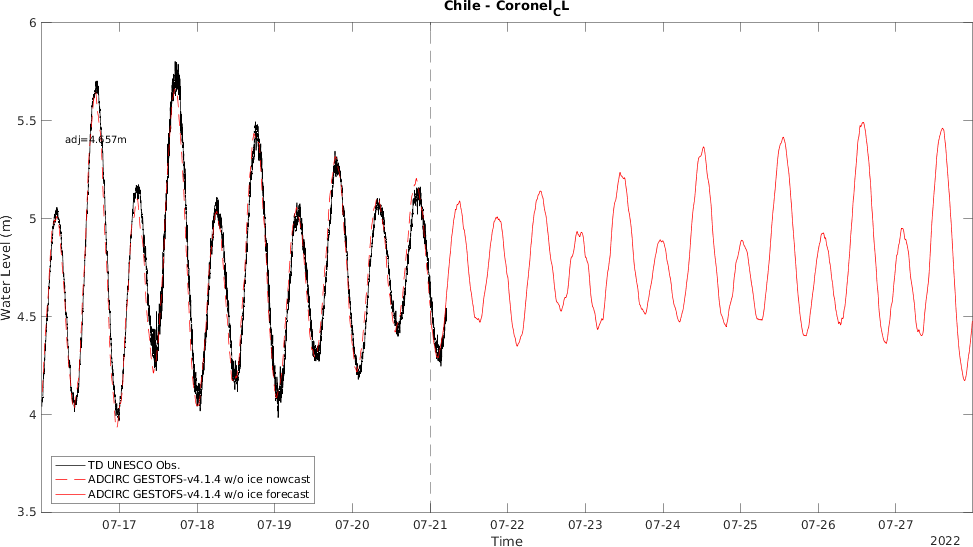 Chile - Coronel_CL
6
5.5
5
4.5
4
3.5
Water Level (m)
adj=4.657m
TD UNESCO Obs.
ADCIRC GESTOFS-v4.1.4 w/o ice nowcast
ADCIRC GESTOFS-v4.1.4 w/o ice forecast
07-17
07-18
07-19
07-20
07-21
07-22
07-23
07-24
07-25
07-26
07-27
Time
2022